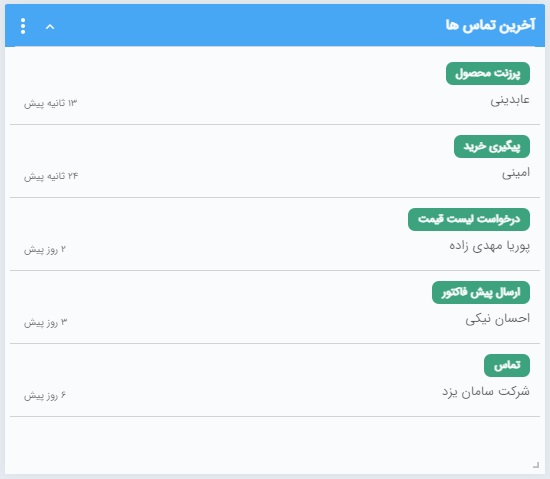 آخرین تماس ها
پرزنت محصول
عابدینی
۱۳ ثانیه پیش
پیگیری خرید
امینی
۲۴ ثانیه پیش
درخواست لیست قیمت
پوریا مهدی زاده
۲ روز پیش
ارسال پیش فاکتور
احسان نیکی
۳ روز پیش
تماس
شرکت سامان یزد
۶ روز پیش